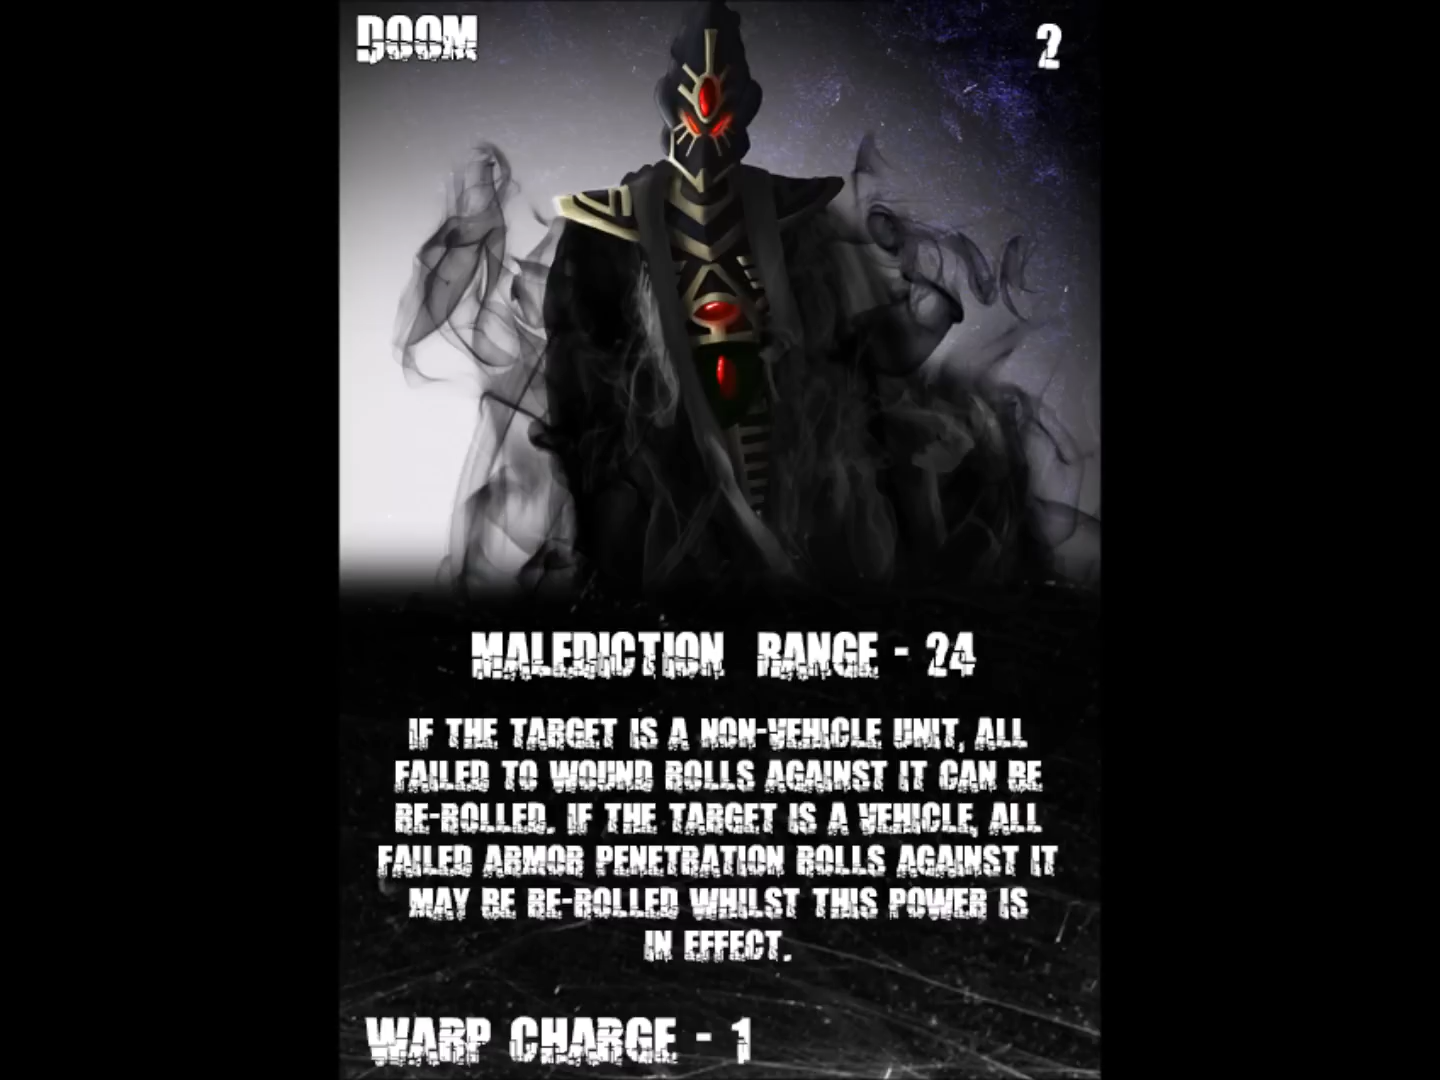 DOOM
2
MALEDICTION RANGE - 24
IF THE TARGET IS A NON-VEHICLE UNIT, ALL
FAILED TO WOUND ROLLS AGAINST IT CAN BE
RE-ROLLED. IF THE TARGET IS A VEHICLE, ALL
FAILED ARMOR PENETRATION ROLLS AGAINST IT
MAY BE RE-ROLLED WHILST THIS POWER IS
IN EFFECT.
WARP CHARGE - 1